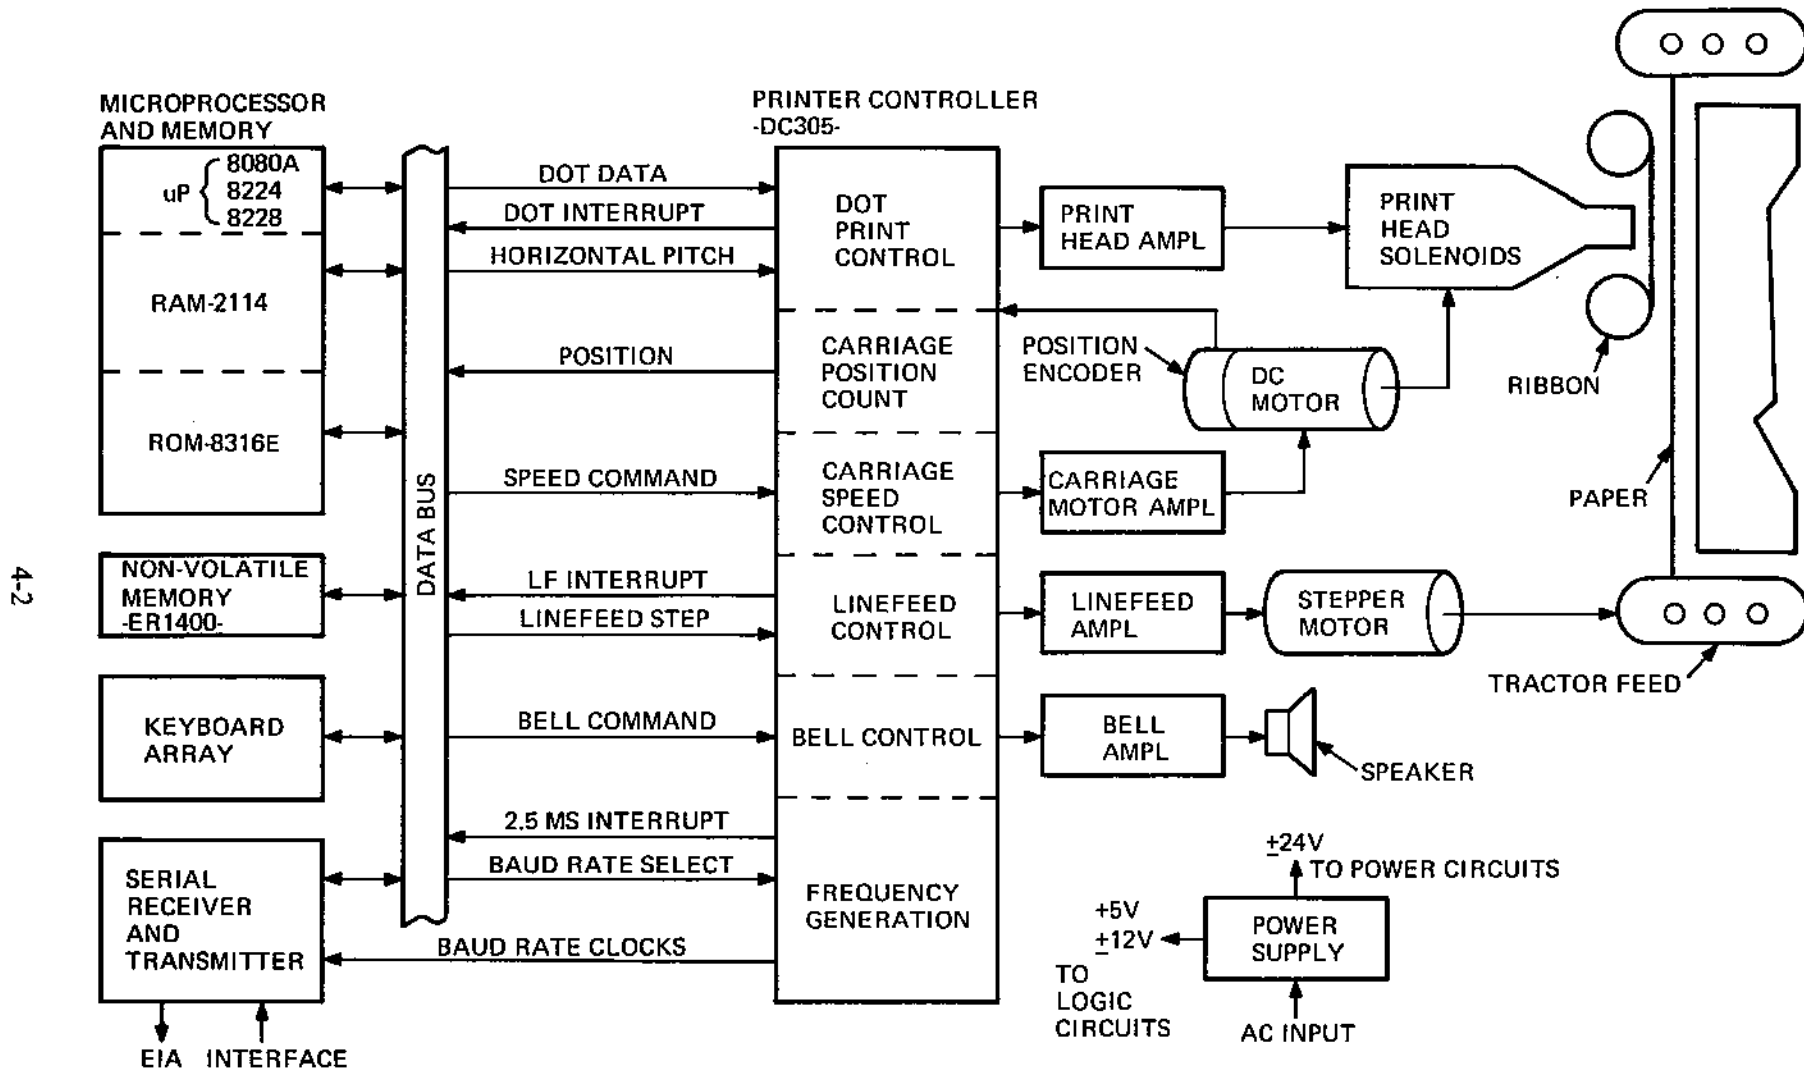 MICROPROCESSOR
AND MEMORY
uP
8080A
8224
8228
RAM-2114
ROM-8316E
NON-VOLATILE
MEMORY
-ER1400-
KEYBOARD
ARRAY
SERIAL
RECEIVER
AND
TRANSMITTER
EIA INTERFACE
DATA BUS
DOT DATA
DOT INTERRUPT
HORIZONTAL PITCH
POSITION
SPEED COMMAND
LF INTERRUPT
LINEFEED STEP
BELL COMMAND
2.5 MS INTERRUPT
BAUD RATE SELECT
BAUD RATE CLOCKS
PRINTER CONTROLLER
-DC305-
DOT
PRINT
CONTROL
CARRIAGE
POSITION
COUNT
CARRIAGE
SPEED
CONTROL
LINEFEED
CONTROL
BELL CONTROL
FREQUENCY
GENERATION
PRINT
HEAD AMPL
PRINT
HEAD
SOLENOIDS
POSITION
ENCODER
DC
MOTOR
CARRIAGE
MOTOR AMPL
LINEFEED
AMPL
STEPPER
MOTOR
BELL
AMPL
SPEAKER
RIBBON
PAPER
TRACTOR FEED
±24V
TO POWER CIRCUITS
+5V
±12V
TO
LOGIC
CIRCUITS
POWER
SUPPLY
AC INPUT
4-2